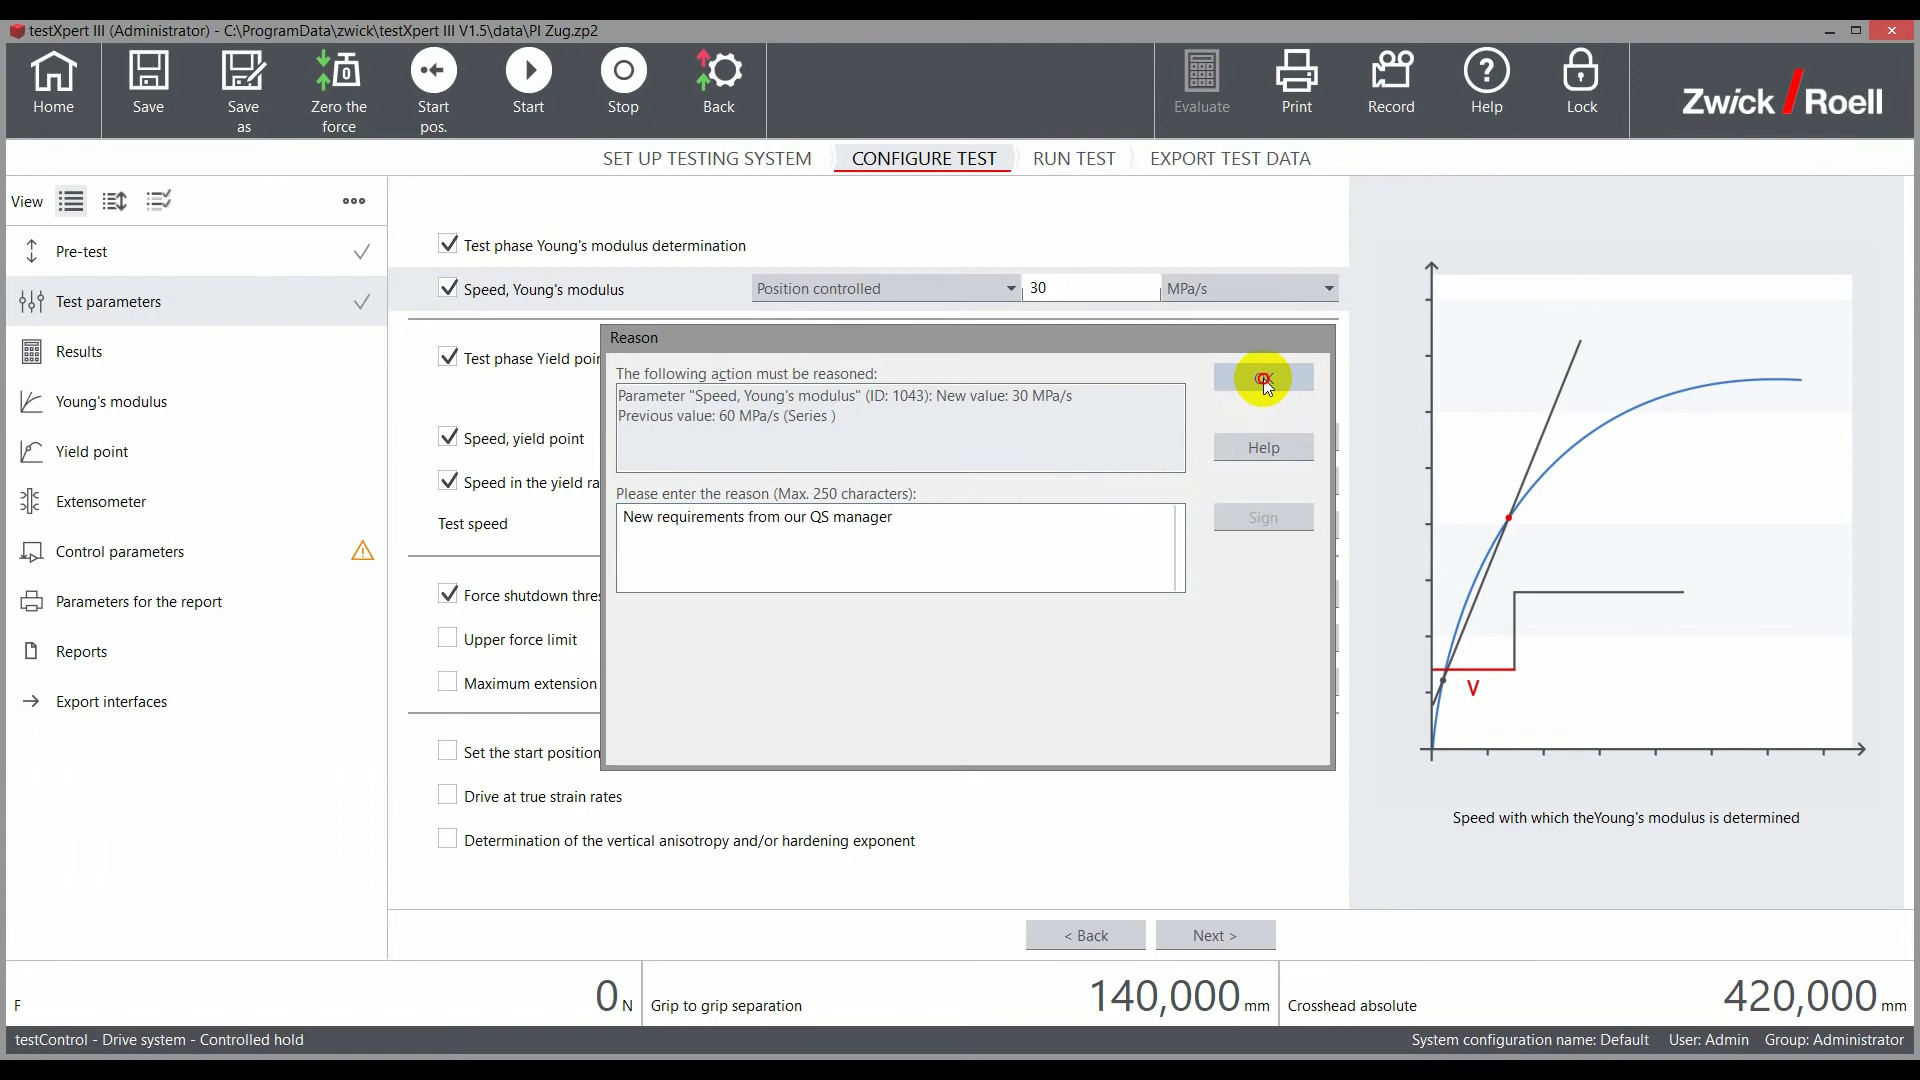 testXpert III (Administrator) - C:\ProgramData\zwick\testXpert III V1.5\data\PI Zug.zp2
Home
Save
Save as
Zero the force
Start pos.
Start
Stop
Back
Evaluate
Print
Record
Help
Lock
Zwick / Roell
SET UP TESTING SYSTEM
CONFIGURE TEST
RUN TEST
EXPORT TEST DATA
View
Pre-test
Test parameters
Results
Young's modulus
Yield point
Extensometer
Control parameters
Parameters for the report
Reports
Export interfaces
Test phase Young's modulus determination
Speed, Young's modulus
Position controlled
30
MPa/s
Test phase Yield poin
Speed, yield point
Speed in the yield ra
Test speed
Force shutdown thres
Upper force limit
Maximum extension
Set the start position
Drive at true strain rates
Determination of the vertical anisotropy and/or hardening exponent
Reason
The following action must be reasoned:
Parameter "Speed, Young's modulus" (ID: 1043): New value: 30 MPa/s
Previous value: 60 MPa/s (Series )
Please enter the reason (Max. 250 characters):
New requirements from our QS manager
OK
Help
Sign
V
Speed with which theYoung's modulus is determined
< Back
Next >
F
0 N
Grip to grip separation
140,000 mm
Crosshead absolute
420,000 mm
testControl - Drive system - Controlled hold
System configuration name: Default
User: Admin
Group: Administrator